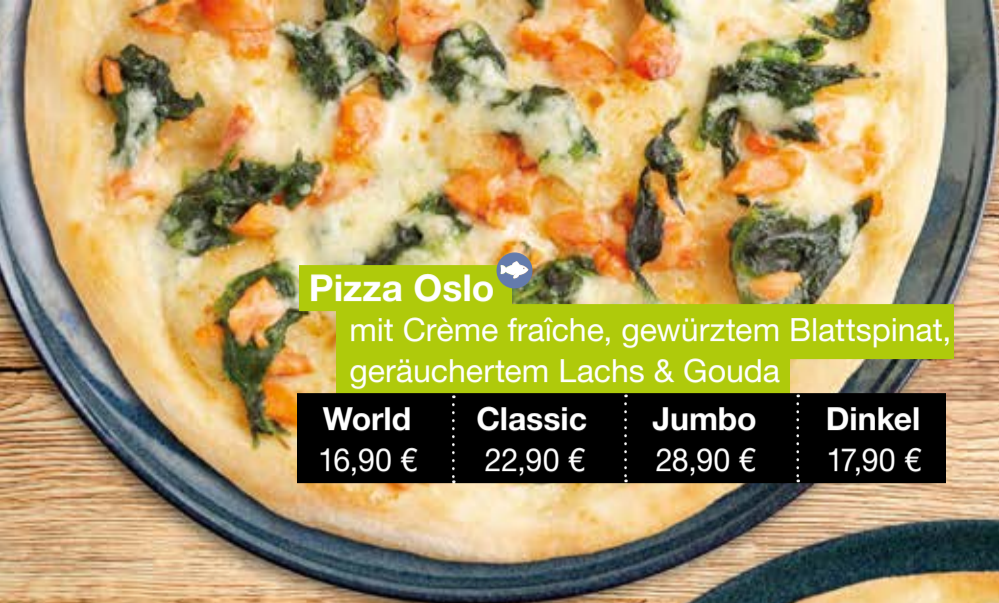 Pizza Oslo
mit Crème fraîche, gewürztem Blattspinat,
geräuchertem Lachs & Gouda
World Classic Jumbo Dinkel
16,90 € 22,90 € 28,90 € 17,90 €